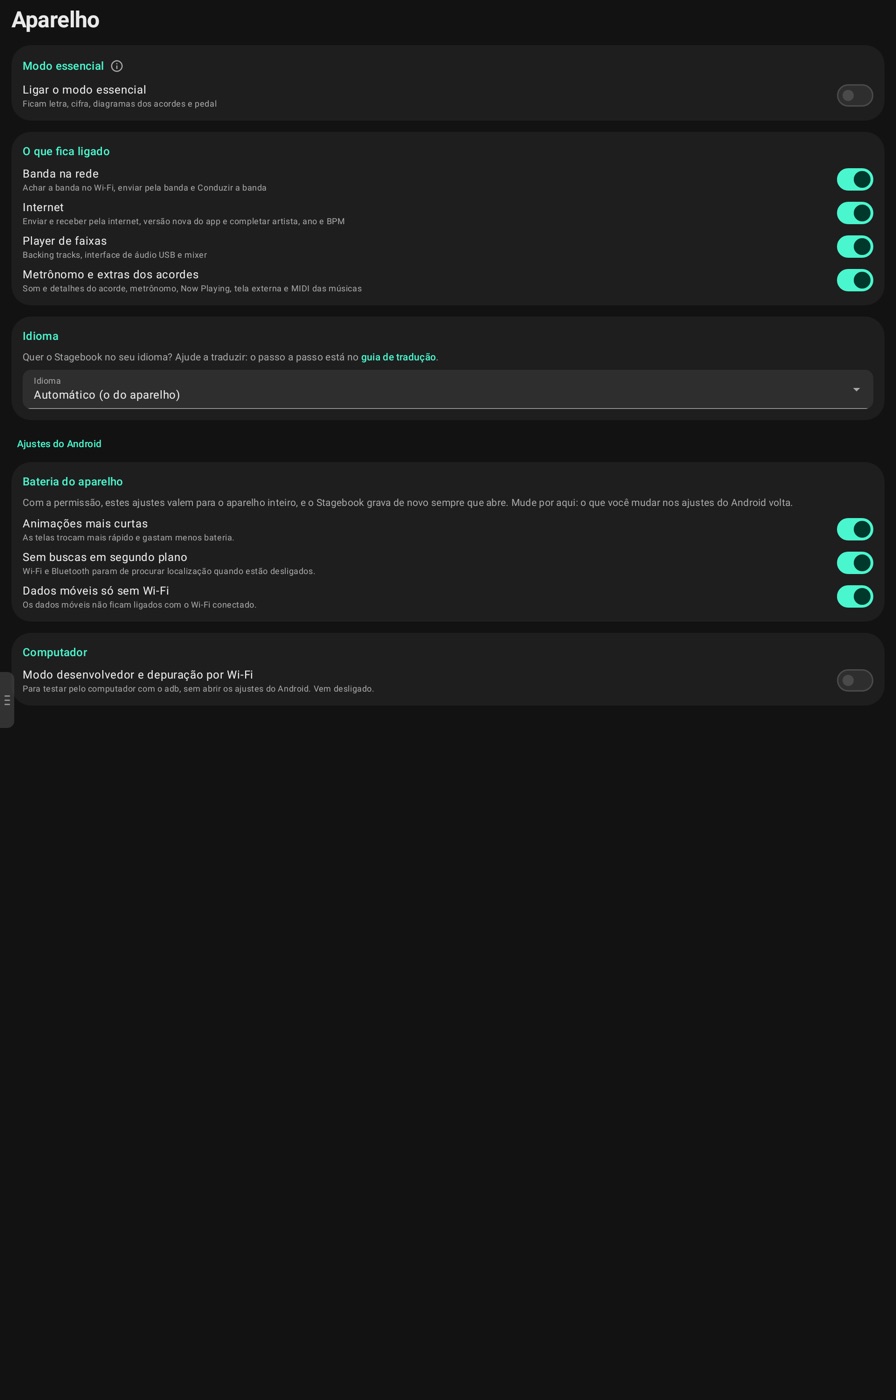 Aparelho
Modo essencial
Ligar o modo essencial
Ficam letra, cifra, diagramas dos acordes e pedal
O que fica ligado
Banda na rede
Achar a banda no Wi-Fi, enviar pela banda e Conduzir a banda
Internet
Enviar e receber pela internet, versão nova do app e completar artista, ano e BPM
Player de faixas
Backing tracks, interface de áudio USB e mixer
Metrônomo e extras dos acordes
Som e detalhes do acorde, metrônomo, Now Playing, tela externa e MIDI das músicas
Idioma
Quer o Stagebook no seu idioma? Ajude a traduzir: o passo a passo está no guia de tradução.
Idioma
Automático (o do aparelho)
Ajustes do Android
Bateria do aparelho
Com a permissão, estes ajustes valem para o aparelho inteiro, e o Stagebook grava de novo sempre que abre. Mude por aqui: o que você mudar nos ajustes do Android volta.
Animações mais curtas
As telas trocam mais rápido e gastam menos bateria.
Sem buscas em segundo plano
Wi-Fi e Bluetooth param de procurar localização quando estão desligados.
Dados móveis só sem Wi-Fi
Os dados móveis não ficam ligados com o Wi-Fi conectado.
Computador
Modo desenvolvedor e depuração por Wi-Fi
Para testar pelo computador com o adb, sem abrir os ajustes do Android. Vem desligado.